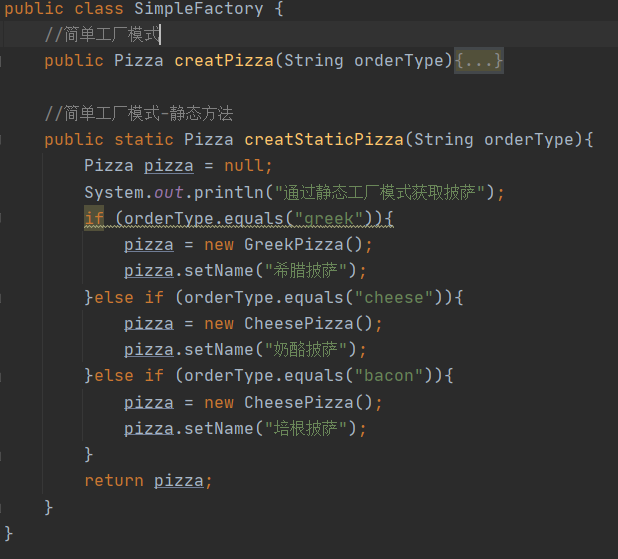 public class SimpleFactory {
//简单工厂模式
public Pizza creatPizza(String orderType){...}
//简单工厂模式-静态方法
public static Pizza creatStaticPizza(String orderType){
Pizza pizza = null;
System.out.println("通过静态工厂模式获取披萨");
if (orderType.equals("greek")){
pizza = new GreekPizza();
pizza.setName("希腊披萨");
}else if (orderType.equals("cheese")){
pizza = new CheesePizza();
pizza.setName("奶酪披萨");
}else if (orderType.equals("bacon")){
pizza = new CheesePizza();
pizza.setName("培根披萨");
}
return pizza;
}
}